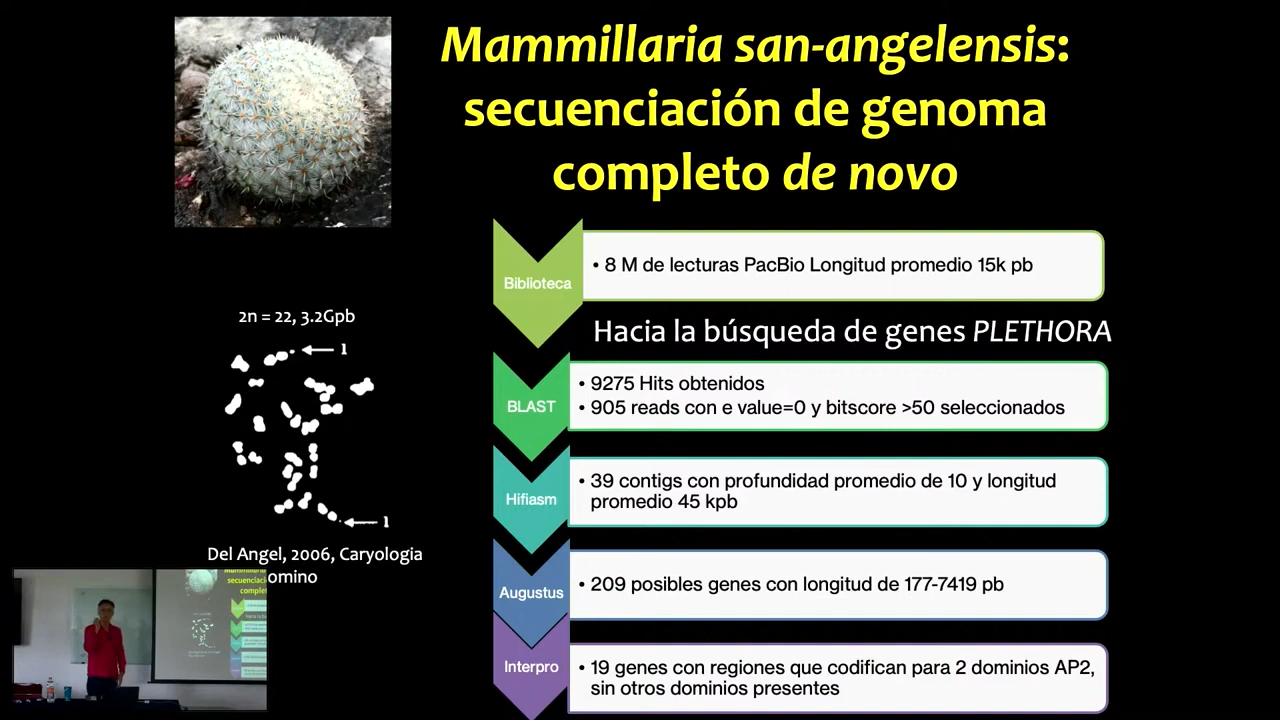 Mammillaria san-angelensis:
secuenciación de genoma
completo de novo
Biblioteca
• 8 M de lecturas PacBio Longitud promedio 15k pb
2n = 22, 3.2Gpb
Hacia la búsqueda de genes PLETHORA
1
BLAST
• 9275 Hits obtenidos
• 905 reads con e value=0 y bitscore >50 seleccionados
Hifiasm
• 39 contigs con profundidad promedio de 10 y longitud
promedio 45 kpb
1
Del Angel, 2006, Caryologia
omino
Augustus
• 209 posibles genes con longitud de 177-7419 pb
Interpro
• 19 genes con regiones que codifican para 2 dominios AP2,
sin otros dominios presentes